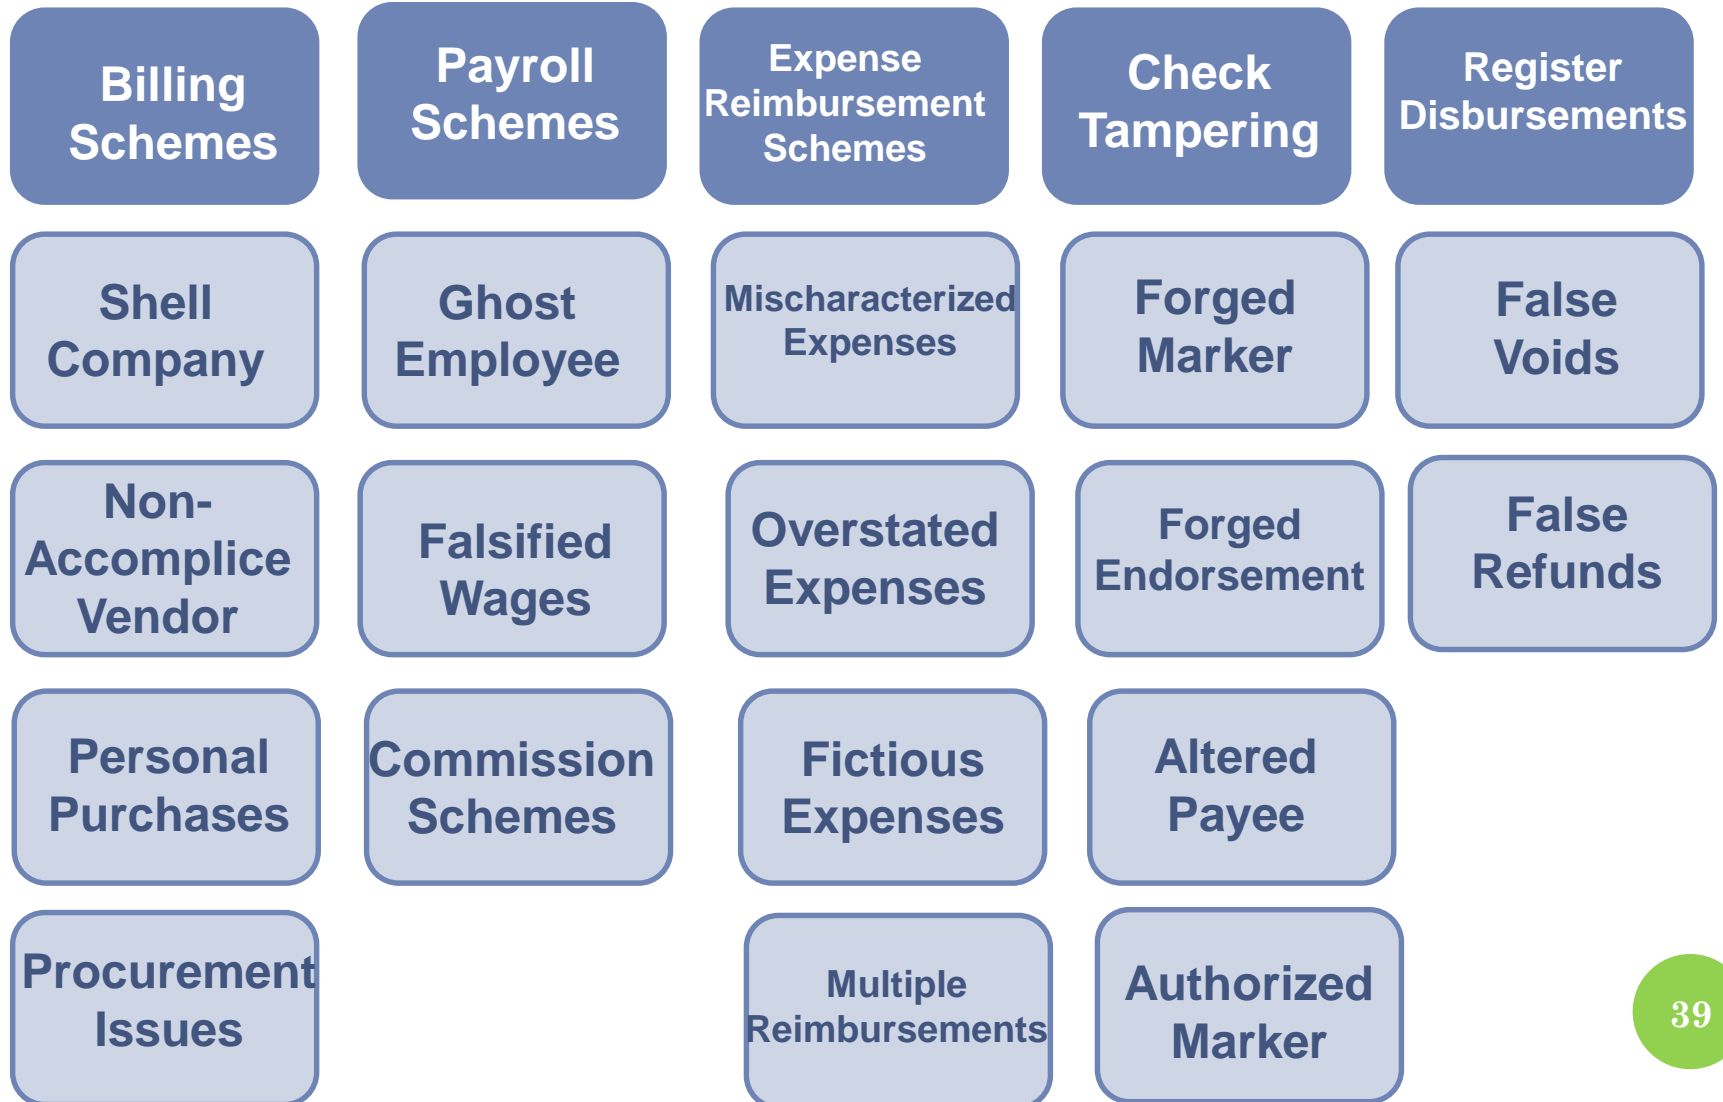 Billing
Schemes
Payroll
Schemes
Expense
Reimbursement
Schemes
Check
Tampering
Register
Disbursements
Shell
Company
Ghost
Employee
Mischaracterized
Expenses
Forged
Marker
False
Voids
Non-
Accomplice
Vendor
Falsified
Wages
Overstated
Expenses
Forged
Endorsement
False
Refunds
Personal
Purchases
Commission
Schemes
Fictious
Expenses
Altered
Payee
Procurement
Issues
Multiple
Reimbursements
Authorized
Marker
39